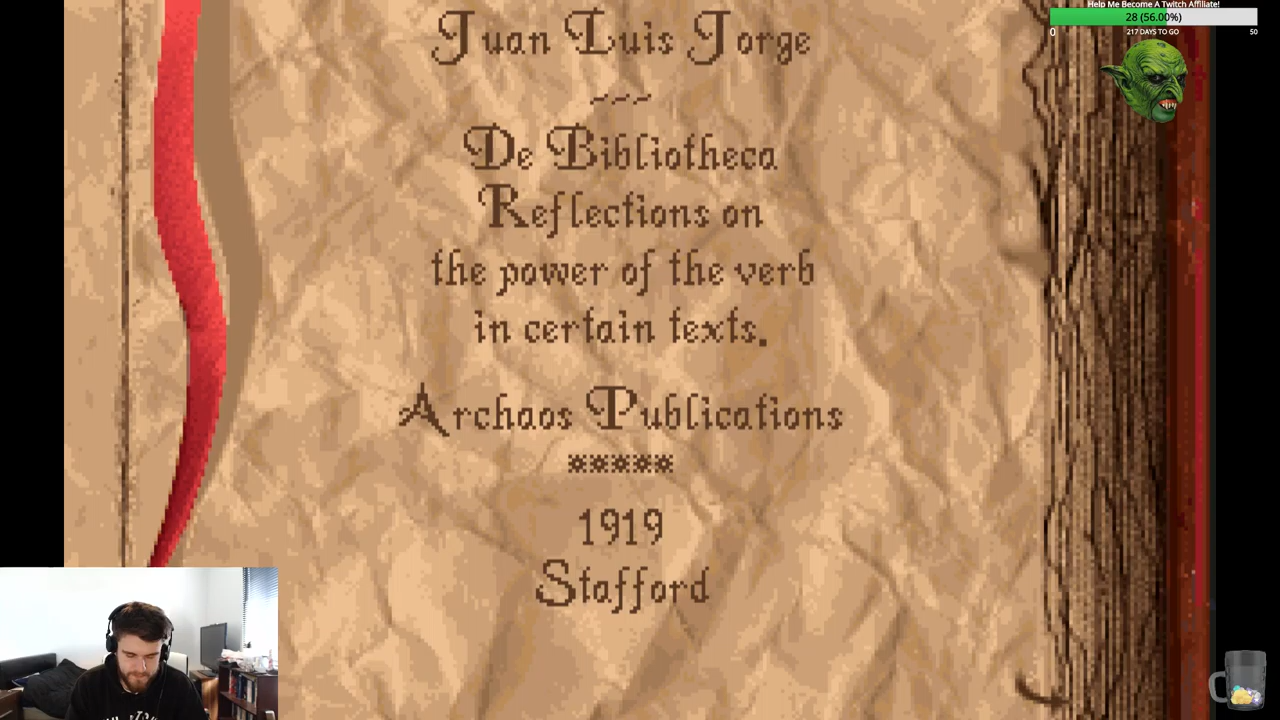 Help Me Become A Twitch Affiliate!
28 (56.00%)
0 217 DAYS TO GO 50
Juan Luis Jorge
~~~
De Bibliotheca
Reflections on
the power of the verb
in certain texts.
Archaos Publications
*****
1919
Stafford